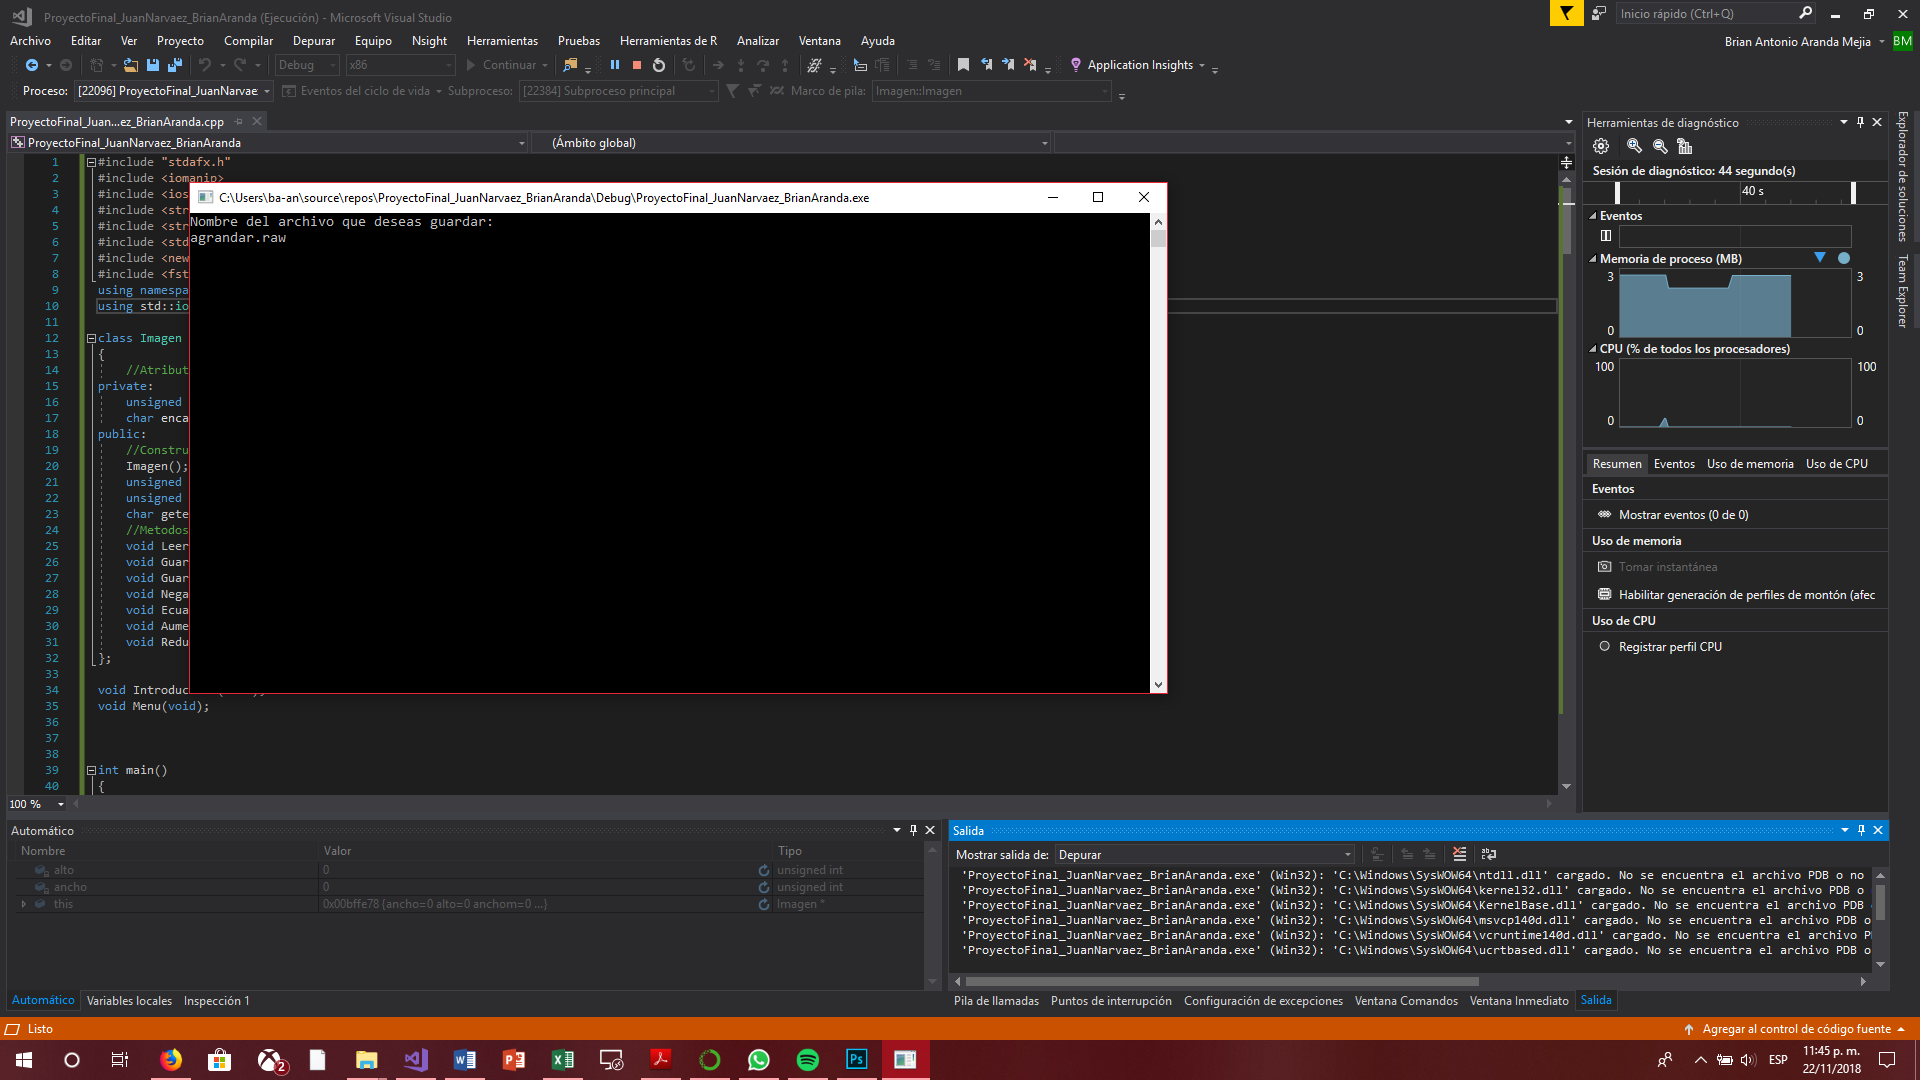 ProyectoFinal_JuanNarvaez_BrianAranda (Ejecución) - Microsoft Visual Studio
Inicio rápido (Ctrl+Q)
Archivo Editar Ver Proyecto Compilar Depurar Equipo Nsight Herramientas Pruebas Herramientas de R Analizar Ventana Ayuda
Brian Antonio Aranda Mejia BM
Debug x86 Continuar Application Insights
Proceso: [22096] ProyectoFinal_JuanNarvae: Eventos del ciclo de vida Subproceso: [22384] Subproceso principal Marco de pila: Imagen::Imagen
ProyectoFinal_Juan...ez_BrianAranda.cpp
ProyectoFinal_JuanNarvaez_BrianAranda (Ámbito global)
1 #include "stdafx.h"
2 #include <iomanip>
3 #include <ios
4 #include <str
5 #include <str
6 #include <std
7 #include <new
8 #include <fst
9 using namespa
10 using std::io
11
12 class Imagen
13 {
14 //Atribut
15 private:
16 unsigned
17 char enca
18 public:
19 //Constru
20 Imagen();
21 unsigned
22 unsigned
23 char gete
24 //Metodos
25 void Leer
26 void Guar
27 void Guar
28 void Nega
29 void Ecua
30 void Aume
31 void Redu
32 };
33
34 void Introduc
35 void Menu(void);
36
37
38
39 int main()
40 {
100 %
C:\Users\ba-an\source\repos\ProyectoFinal_JuanNarvaez_BrianAranda\Debug\ProyectoFinal_JuanNarvaez_BrianAranda.exe
Nombre del archivo que deseas guardar:
agrandar.raw
Herramientas de diagnóstico
Sesión de diagnóstico: 44 segundo(s)
40 s
Eventos
Memoria de proceso (MB)
3 3
0 0
CPU (% de todos los procesadores)
100 100
0 0
Resumen Eventos Uso de memoria Uso de CPU
Eventos
Mostrar eventos (0 de 0)
Uso de memoria
Tomar instantánea
Habilitar generación de perfiles de montón (afec
Uso de CPU
Registrar perfil CPU
Explorador de soluciones
Team Explorer
Automático
Nombre Valor Tipo
alto 0 unsigned int
ancho 0 unsigned int
this 0x00bffe78 {ancho=0 alto=0 anchom=0 ...} Imagen *
Automático Variables locales Inspección 1
Salida
Mostrar salida de: Depurar
'ProyectoFinal_JuanNarvaez_BrianAranda.exe' (Win32): 'C:\Windows\SysWOW64\ntdll.dll' cargado. No se encuentra el archivo PDB o no
'ProyectoFinal_JuanNarvaez_BrianAranda.exe' (Win32): 'C:\Windows\SysWOW64\kernel32.dll' cargado. No se encuentra el archivo PDB o
'ProyectoFinal_JuanNarvaez_BrianAranda.exe' (Win32): 'C:\Windows\SysWOW64\KernelBase.dll' cargado. No se encuentra el archivo PDB
'ProyectoFinal_JuanNarvaez_BrianAranda.exe' (Win32): 'C:\Windows\SysWOW64\msvcp140d.dll' cargado. No se encuentra el archivo PDB o
'ProyectoFinal_JuanNarvaez_BrianAranda.exe' (Win32): 'C:\Windows\SysWOW64\vcruntime140d.dll' cargado. No se encuentra el archivo P
'ProyectoFinal_JuanNarvaez_BrianAranda.exe' (Win32): 'C:\Windows\SysWOW64\ucrtbased.dll' cargado. No se encuentra el archivo PDB o
Pila de llamadas Puntos de interrupción Configuración de excepciones Ventana Comandos Ventana Inmediato Salida
Listo
Agregar al control de código fuente
2
Ps
ESP
11:45 p. m.
22/11/2018